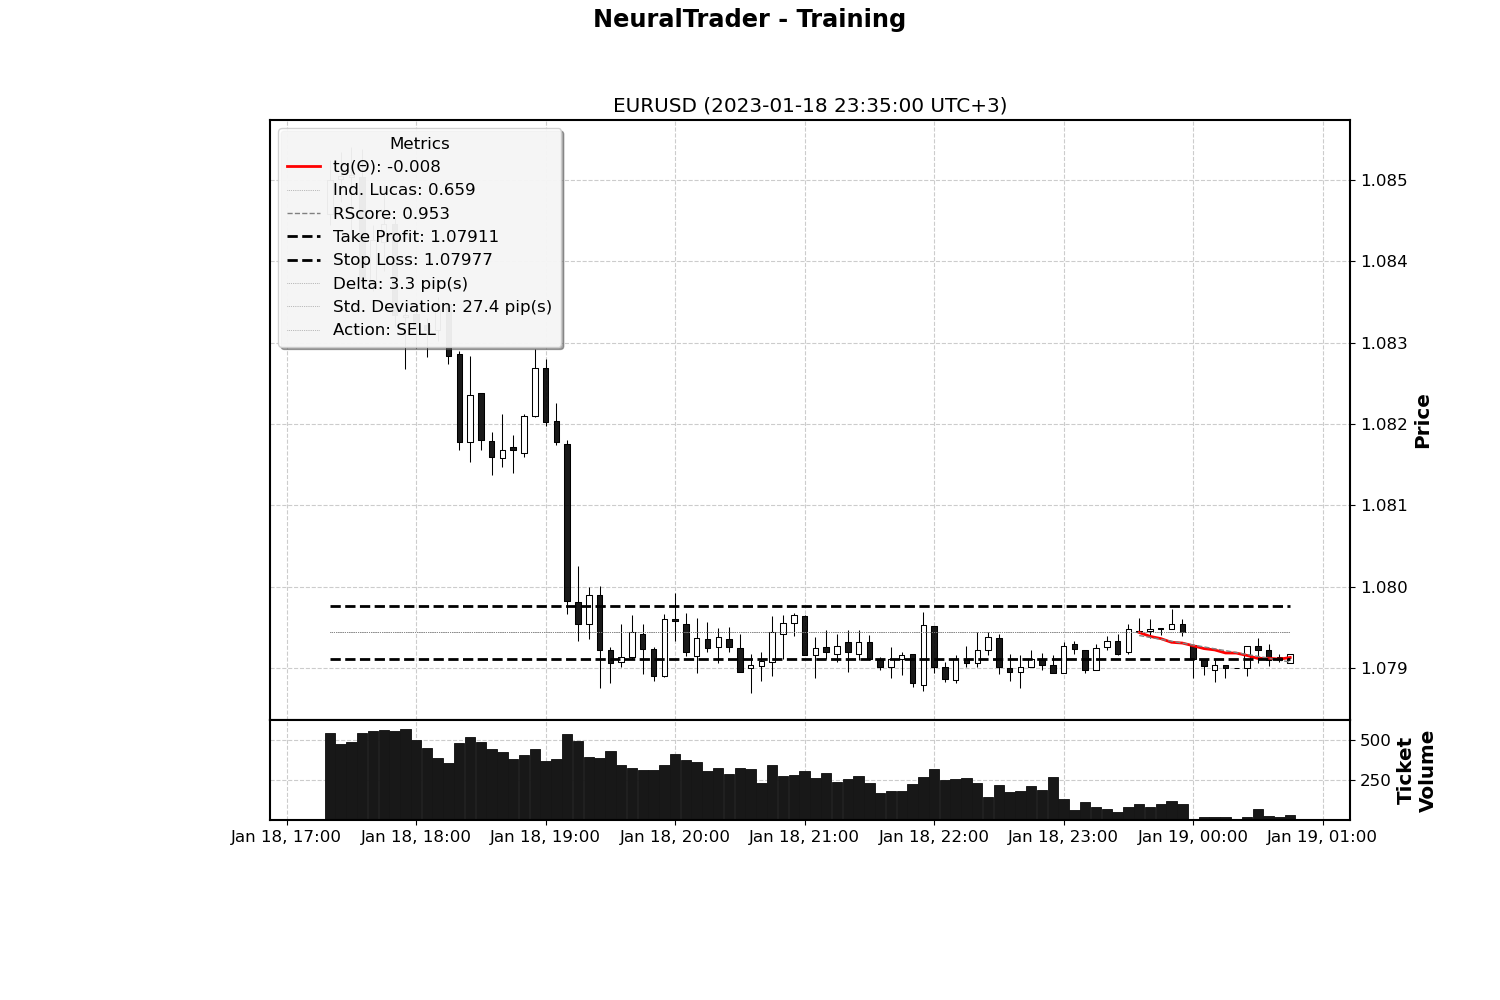 NeuralTrader - Training
EURUSD (2023-01-18 23:35:00 UTC+3)
Metrics
tg(Θ): -0.008
Ind. Lucas: 0.659
RScore: 0.953
Take Profit: 1.07911
Stop Loss: 1.07977
Delta: 3.3 pip(s)
Std. Deviation: 27.4 pip(s)
Action: SELL
1.085
1.084
1.083
1.082
1.081
1.080
1.079
Price
500
250
Ticket
Volume
Jan 18, 17:00
Jan 18, 18:00
Jan 18, 19:00
Jan 18, 20:00
Jan 18, 21:00
Jan 18, 22:00
Jan 18, 23:00
Jan 19, 00:00
Jan 19, 01:00